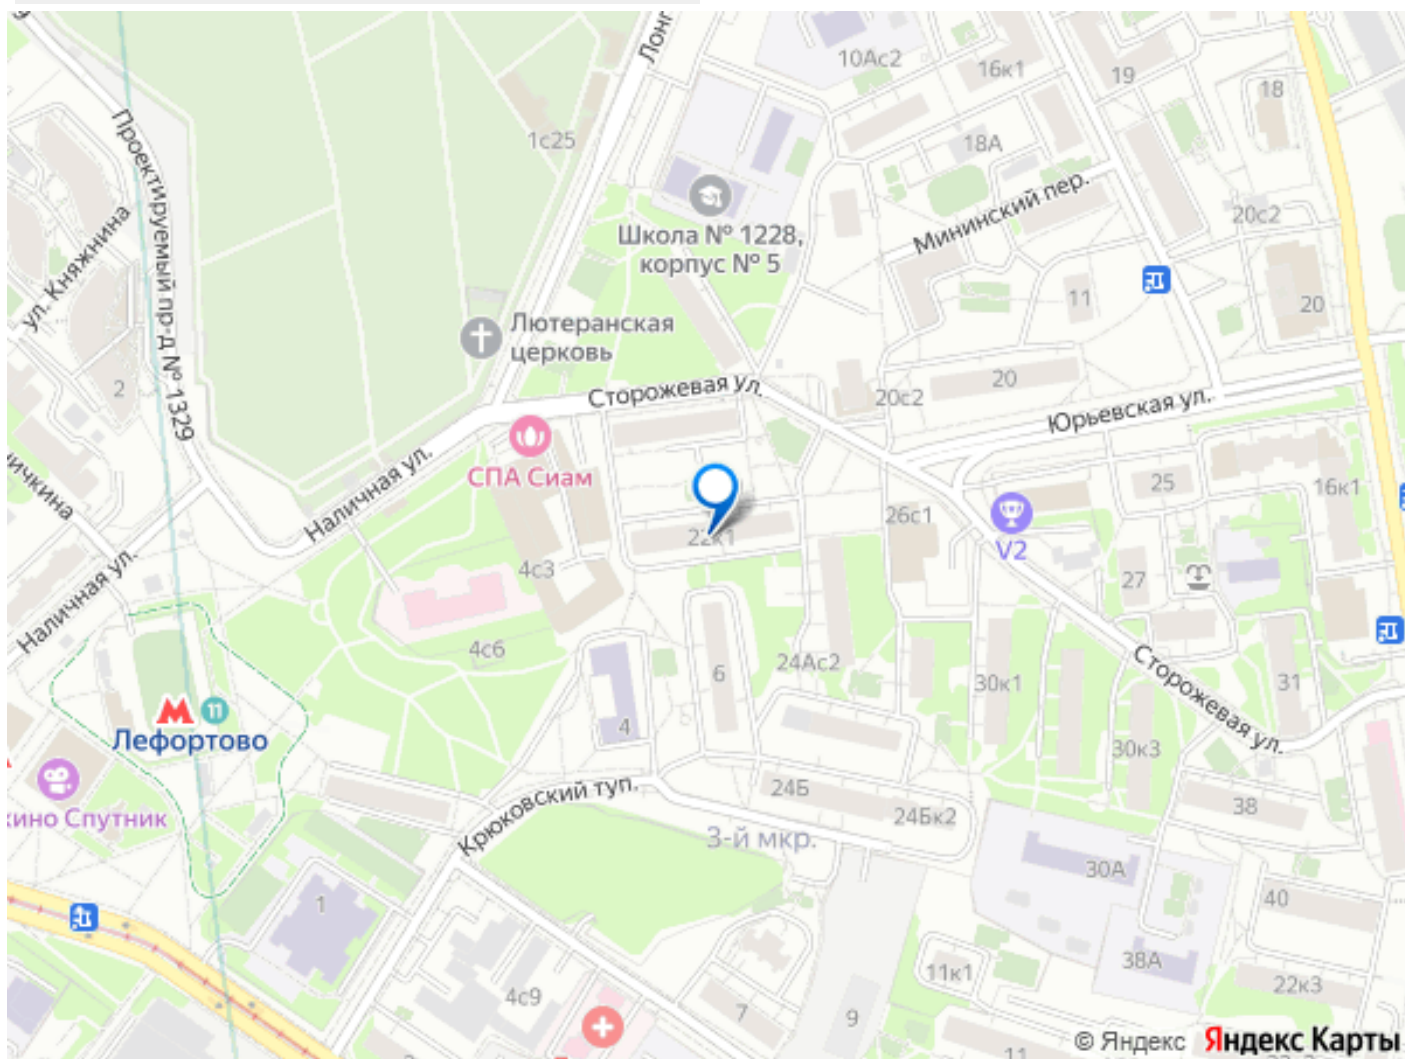 10Ас2
16к1
19
18
1с25
18А
Проектируемый пр-д № 1329
ул. Княжнина
Мининский пер.
20с2
Школа № 1228,
корпус № 5
11
20
Лютеранская
церковь
2
Сторожевая ул.
20с2
20
Юрьевская ул.
Наличная ул.
СПА Сиам
25
16к1
26с1
22к1
V2
4с3
27
Наличная ул.
4с6
24Ас2
6
30к1
31
Сторожевая ул.
11
Лефортово
4
30к3
24Б
38
Крюковский туп.
24Бк2
3-й мкр.
кино Спутник
30А
1
40
38А
11к1
22к3
4с9
7
9
11
© Яндекс Яндекс Карты